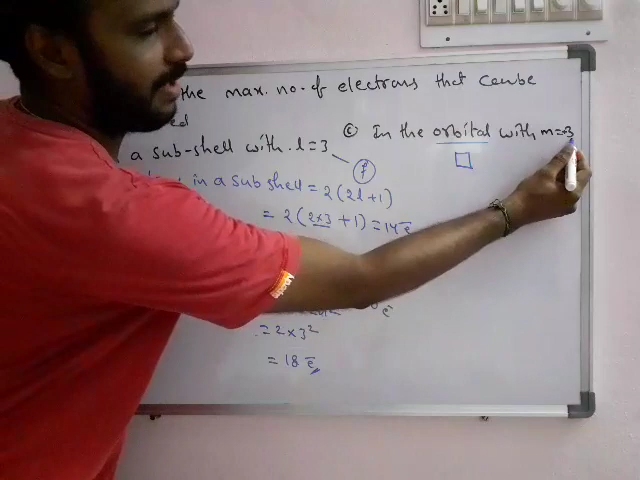 the max. no. of electrons that can be
ed
a sub-shell with l=3
f
in a sub shell = 2(2l+1)
= 2(2×3+1) = 14 e̅
e̅
= 2×3²
= 18 e̅
© In the orbital with m=-3